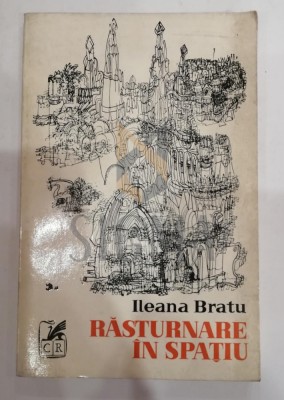 Ileana Bratu
RĂSTURNARE
ÎN SPAȚIU
C R